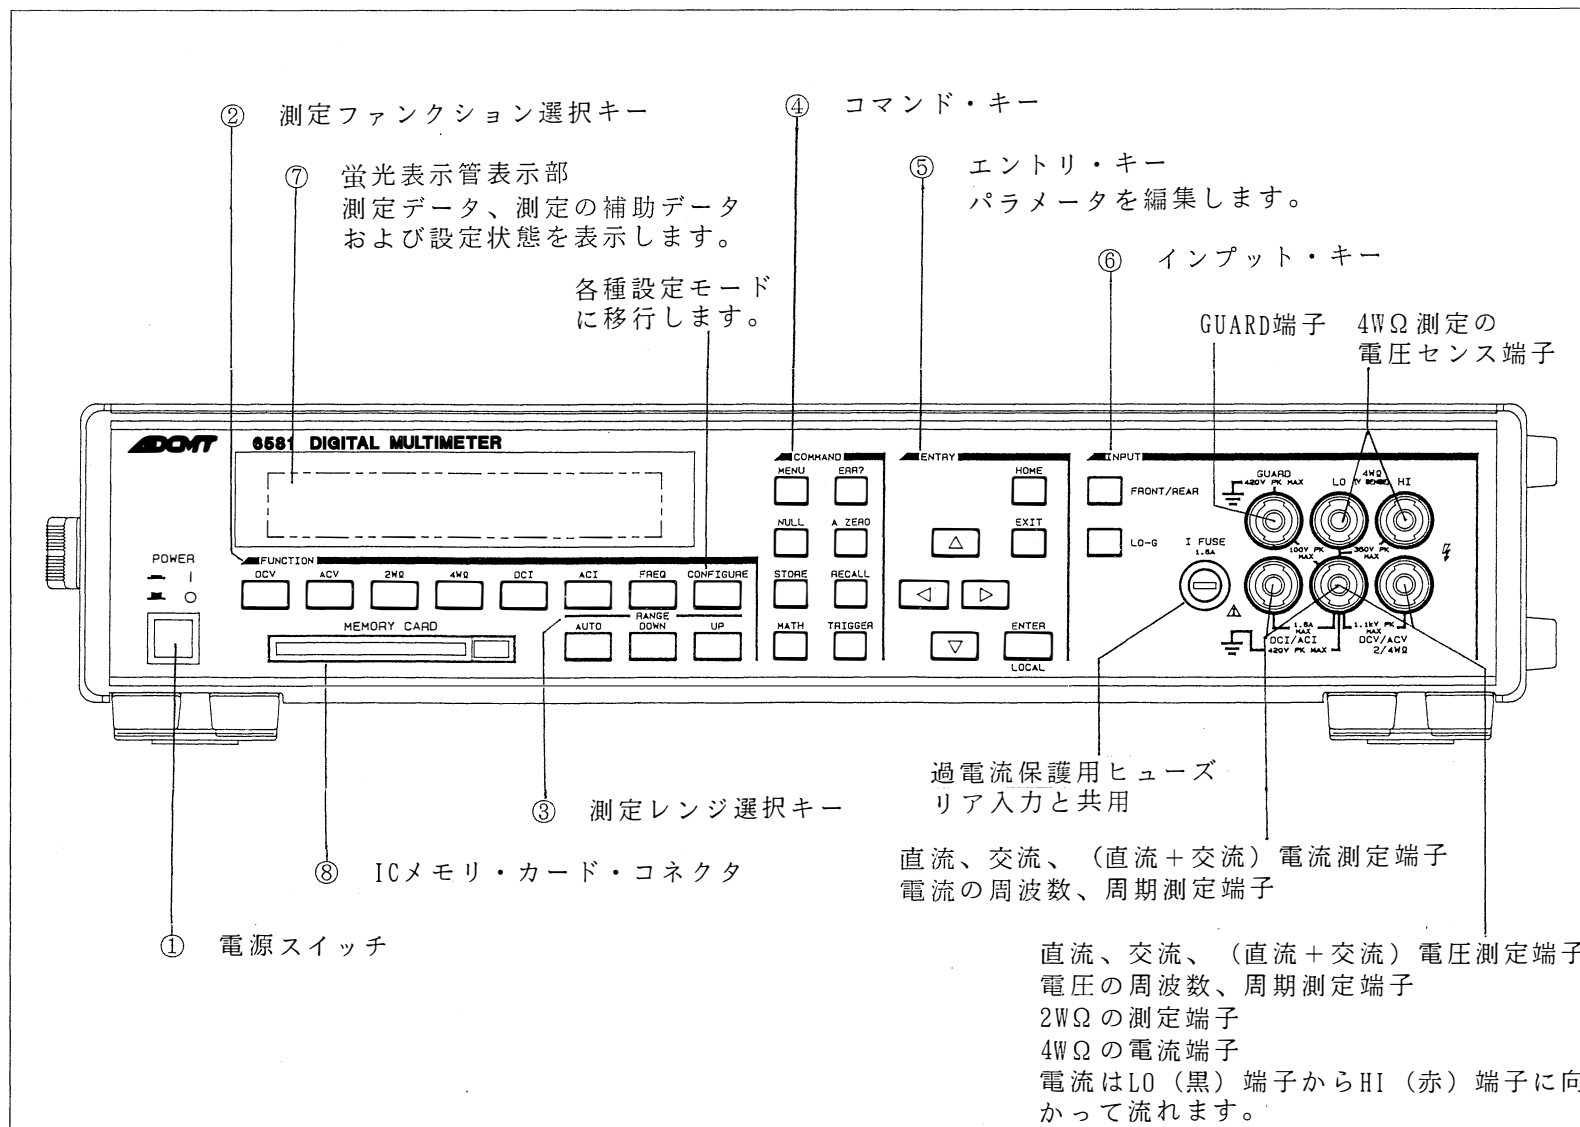 ② 測定ファンクション選択キー
④ コマンド・キー
⑦ 蛍光表示管表示部
測定データ、測定の補助データ
および設定状態を表示します。
⑤ エントリ・キー
パラメータを編集します。
⑥ インプット・キー
各種設定モード
に移行します。
GUARD端子
4WΩ測定の
電圧センス端子
ADCMT
6581 DIGITAL MULTIMETER
COMMAND
MENU ERR?
NULL A ZERO
STORE RECALL
MATH TRIGGER
ENTRY
HOME
EXIT
ENTER
LOCAL
INPUT
FRONT/REAR
LO-G
I FUSE
1.6A
GUARD
420V PK MAX
4WΩ
LO HI
100V PK
MAX
350V PK
MAX
1.6A
MAX
1.1kV PK
MAX
DCI/ACI
420V PK MAX
DCV/ACV
2/4WΩ
POWER
FUNCTION
DCV ACV 2WΩ 4WΩ DCI ACI FREQ CONFIGURE
RANGE
AUTO DOWN UP
MEMORY CARD
過電流保護用ヒューズ
リア入力と共用
③ 測定レンジ選択キー
直流、交流、（直流＋交流）電流測定端子
電流の周波数、周期測定端子
⑧ ICメモリ・カード・コネクタ
① 電源スイッチ
直流、交流、（直流＋交流）電圧測定端子
電圧の周波数、周期測定端子
2WΩの測定端子
4WΩの電流端子
電流はLO（黒）端子からHI（赤）端子に向
かって流れます。